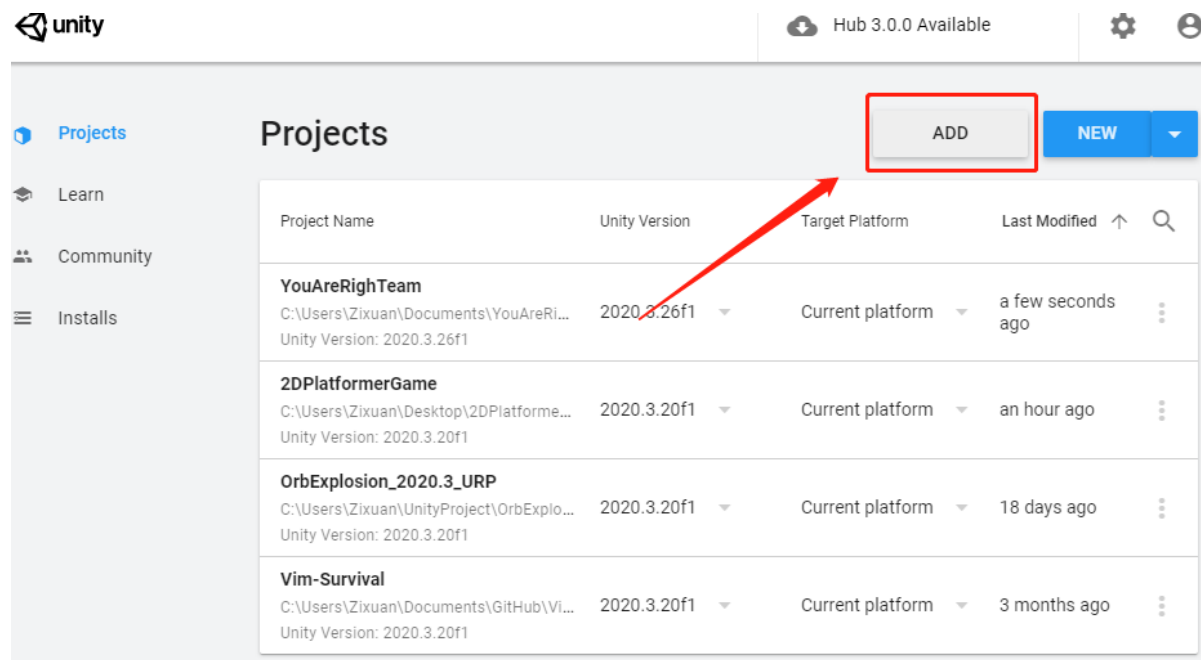 unity
Hub 3.0.0 Available
Projects
Learn
Community
Installs
Projects
ADD
NEW
Project Name
Unity Version
Target Platform
Last Modified
YouAreRighTeam
C:\Users\Zixuan\Documents\YouAreRi...
Unity Version: 2020.3.26f1
2020.3.26f1
Current platform
a few seconds
ago
2DPlatformerGame
C:\Users\Zixuan\Desktop\2DPlatforme...
Unity Version: 2020.3.20f1
2020.3.20f1
Current platform
an hour ago
OrbExplosion_2020.3_URP
C:\Users\Zixuan\UnityProject\OrbExplo...
Unity Version: 2020.3.20f1
2020.3.20f1
Current platform
18 days ago
Vim-Survival
C:\Users\Zixuan\Documents\GitHub\Vi...
Unity Version: 2020.3.20f1
2020.3.20f1
Current platform
3 months ago